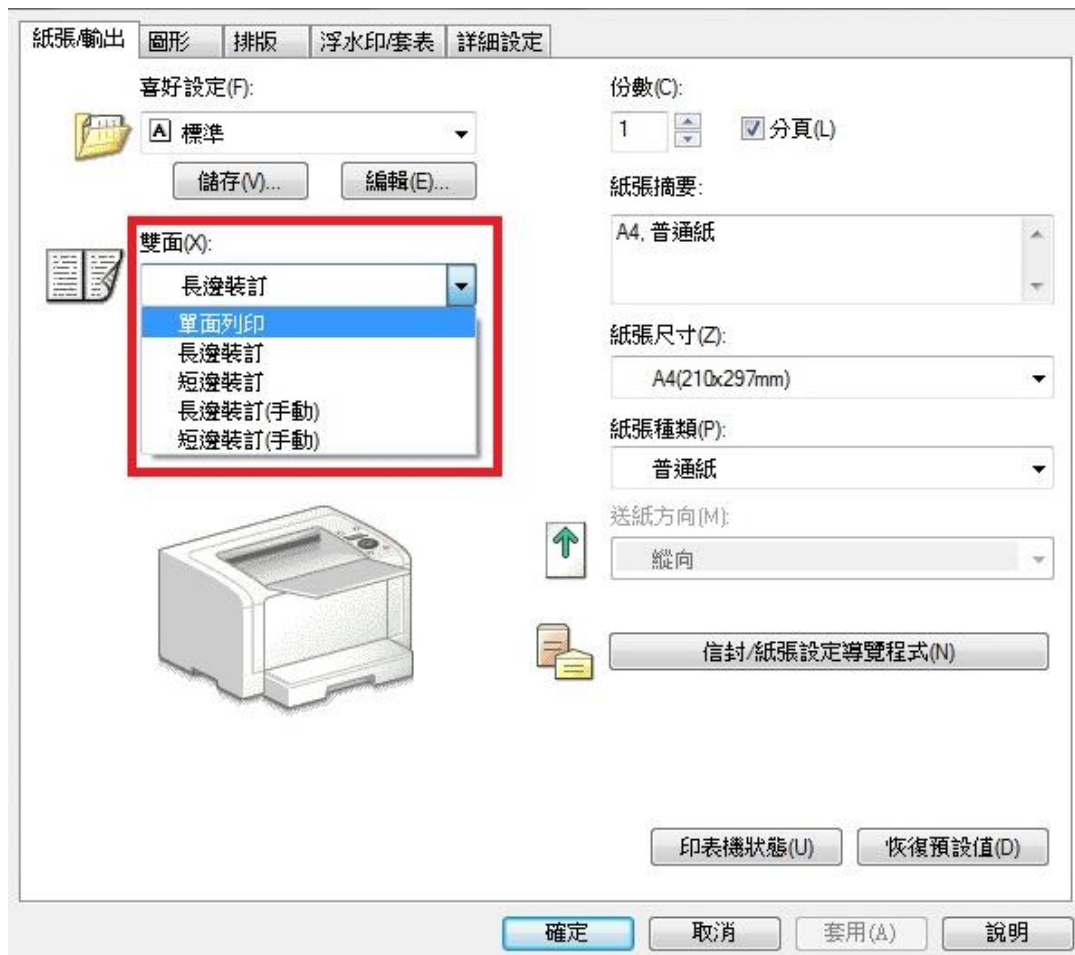 紙張/輸出 圖形 排版 浮水印/套表 詳細設定
喜好設定(F):
標準
儲存(V)... 編輯(E)...
雙面(X):
長邊裝訂
單面列印
長邊裝訂
短邊裝訂
長邊裝訂(手動)
短邊裝訂(手動)
份數(C):
1 分頁(L)
紙張摘要:
A4, 普通紙
紙張尺寸(Z):
A4(210x297mm)
紙張種類(P):
普通紙
送紙方向(M):
縱向
信封/紙張設定導覽程式(N)
印表機狀態(U) 恢復預設值(D)
確定 取消 套用(A) 說明